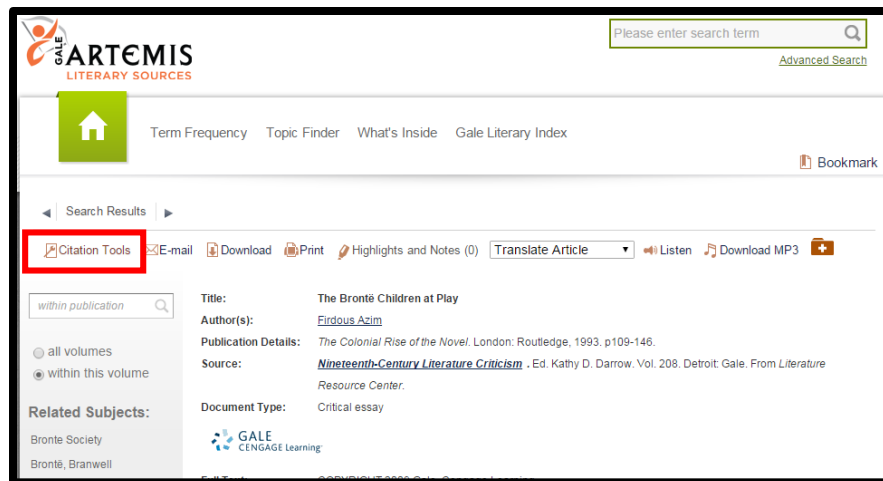 GALE
ARTEMIS
LITERARY SOURCES
Please enter search term
Advanced Search
Term Frequency Topic Finder What's Inside Gale Literary Index
Bookmark
Search Results
Citation Tools E-mail Download Print Highlights and Notes (0) Translate Article Listen Download MP3
within publication
all volumes
within this volume
Related Subjects:
Bronte Society
Brontë, Branwell
Title: The Brontë Children at Play
Author(s): Firdous Azim
Publication Details: The Colonial Rise of the Novel. London: Routledge, 1993. p109-146.
Source: Nineteenth-Century Literature Criticism . Ed. Kathy D. Darrow. Vol. 208. Detroit: Gale. From Literature
Resource Center.
Document Type: Critical essay
GALE
CENGAGE Learning